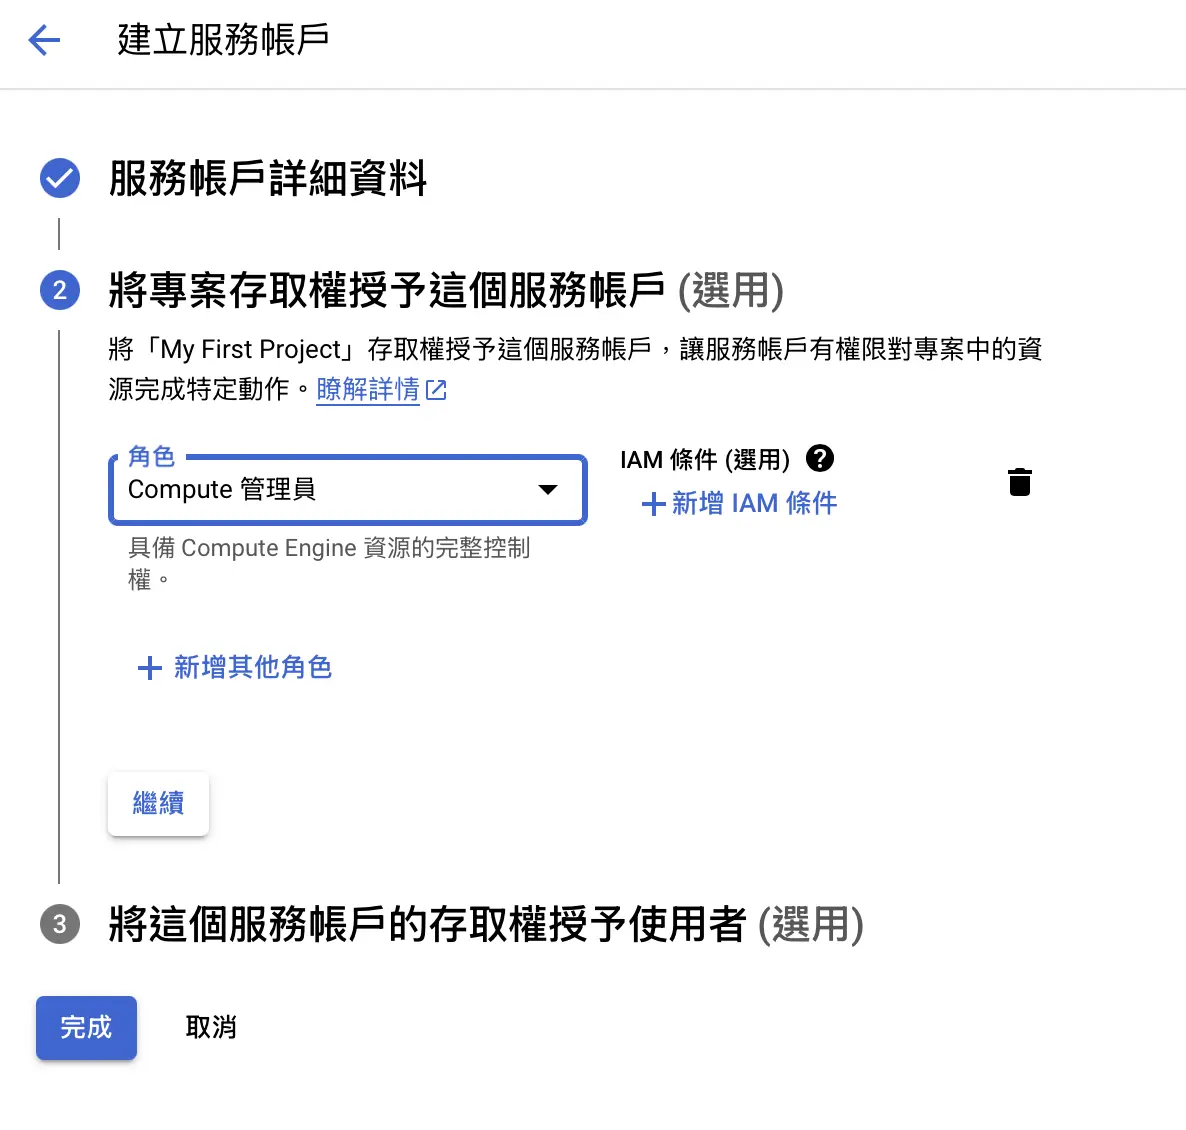 建立服務帳戶
服務帳戶詳細資料
2
將專案存取權授予這個服務帳戶 (選用)
將「My First Project」存取權授予這個服務帳戶，讓服務帳戶有權限對專案中的資
源完成特定動作。瞭解詳情
角色
Compute 管理員
具備 Compute Engine 資源的完整控制
權。
IAM 條件 (選用) ?
+ 新增 IAM 條件
+ 新增其他角色
繼續
3
將這個服務帳戶的存取權授予使用者 (選用)
完成
取消